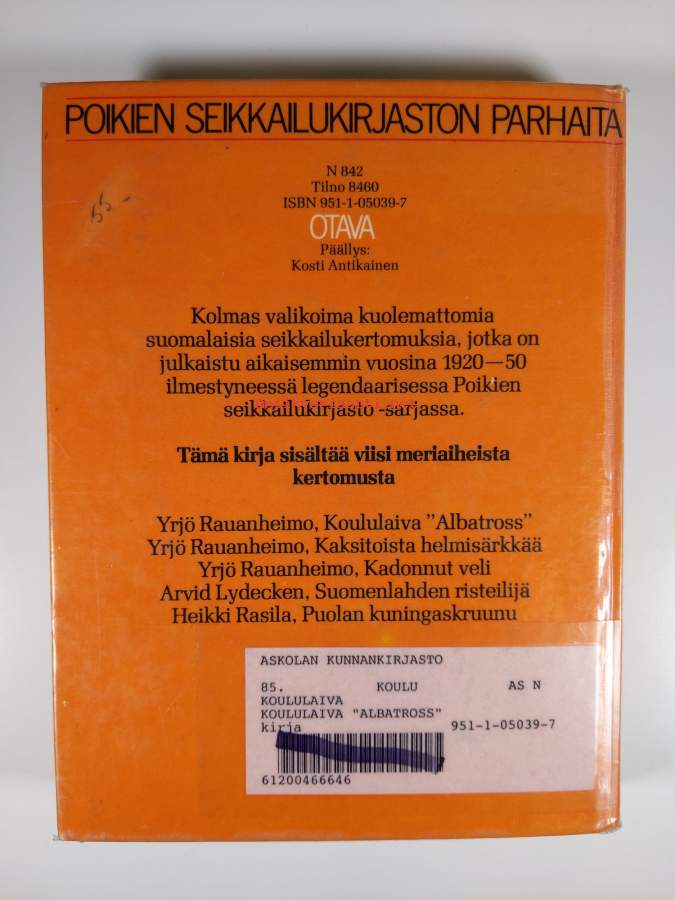 POIKIEN SEIKKAILUKIRJASTON PARHAITA
N 842
Tilno 8460
ISBN 951-1-05039-7
OTAVA
Päällys:
Kosti Antikainen
Kolmas valikoima kuolemattomia
suomalaisia seikkailukertomuksia, jotka on
julkaistu aikaisemmin vuosina 1920—50
ilmestyneessä legendaarisessa Poikien
seikkailukirjasto -sarjassa.
Tämä kirja sisältää viisi meriaiheista
kertomusta
Yrjö Rauanheimo, Koululaiva ”Albatross”
Yrjö Rauanheimo, Kaksitoista helmisärkkää
Yrjö Rauanheimo, Kadonnut veli
Arvid Lydecken, Suomenlahden risteilijä
Heikki Rasila, Puolan kuningaskruunu
ASKOLAN KUNNANKIRJASTO
85. KOULU AS N
KOULULAIVA
KOULULAIVA "ALBATROSS"
kirja 951-1-05039-7
61200466646